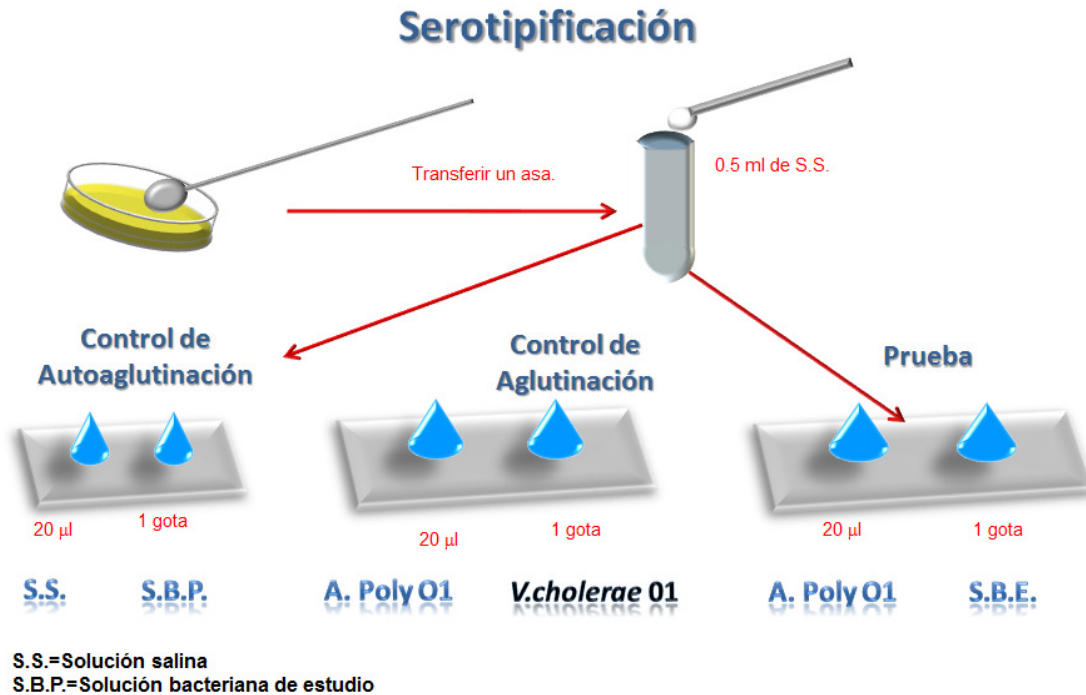 Serotipificación
Transferir un asa.
0.5 ml de S.S.
Control de
Autoaglutinación
Control de
Aglutinación
Prueba
20 µl
1 gota
20 µl
1 gota
20 µl
1 gota
S.S.
S.B.P.
A. Poly O1
V.cholerae 01
A. Poly O1
S.B.E.
S.S.=Solución salina
S.B.P.=Solución bacteriana de estudio